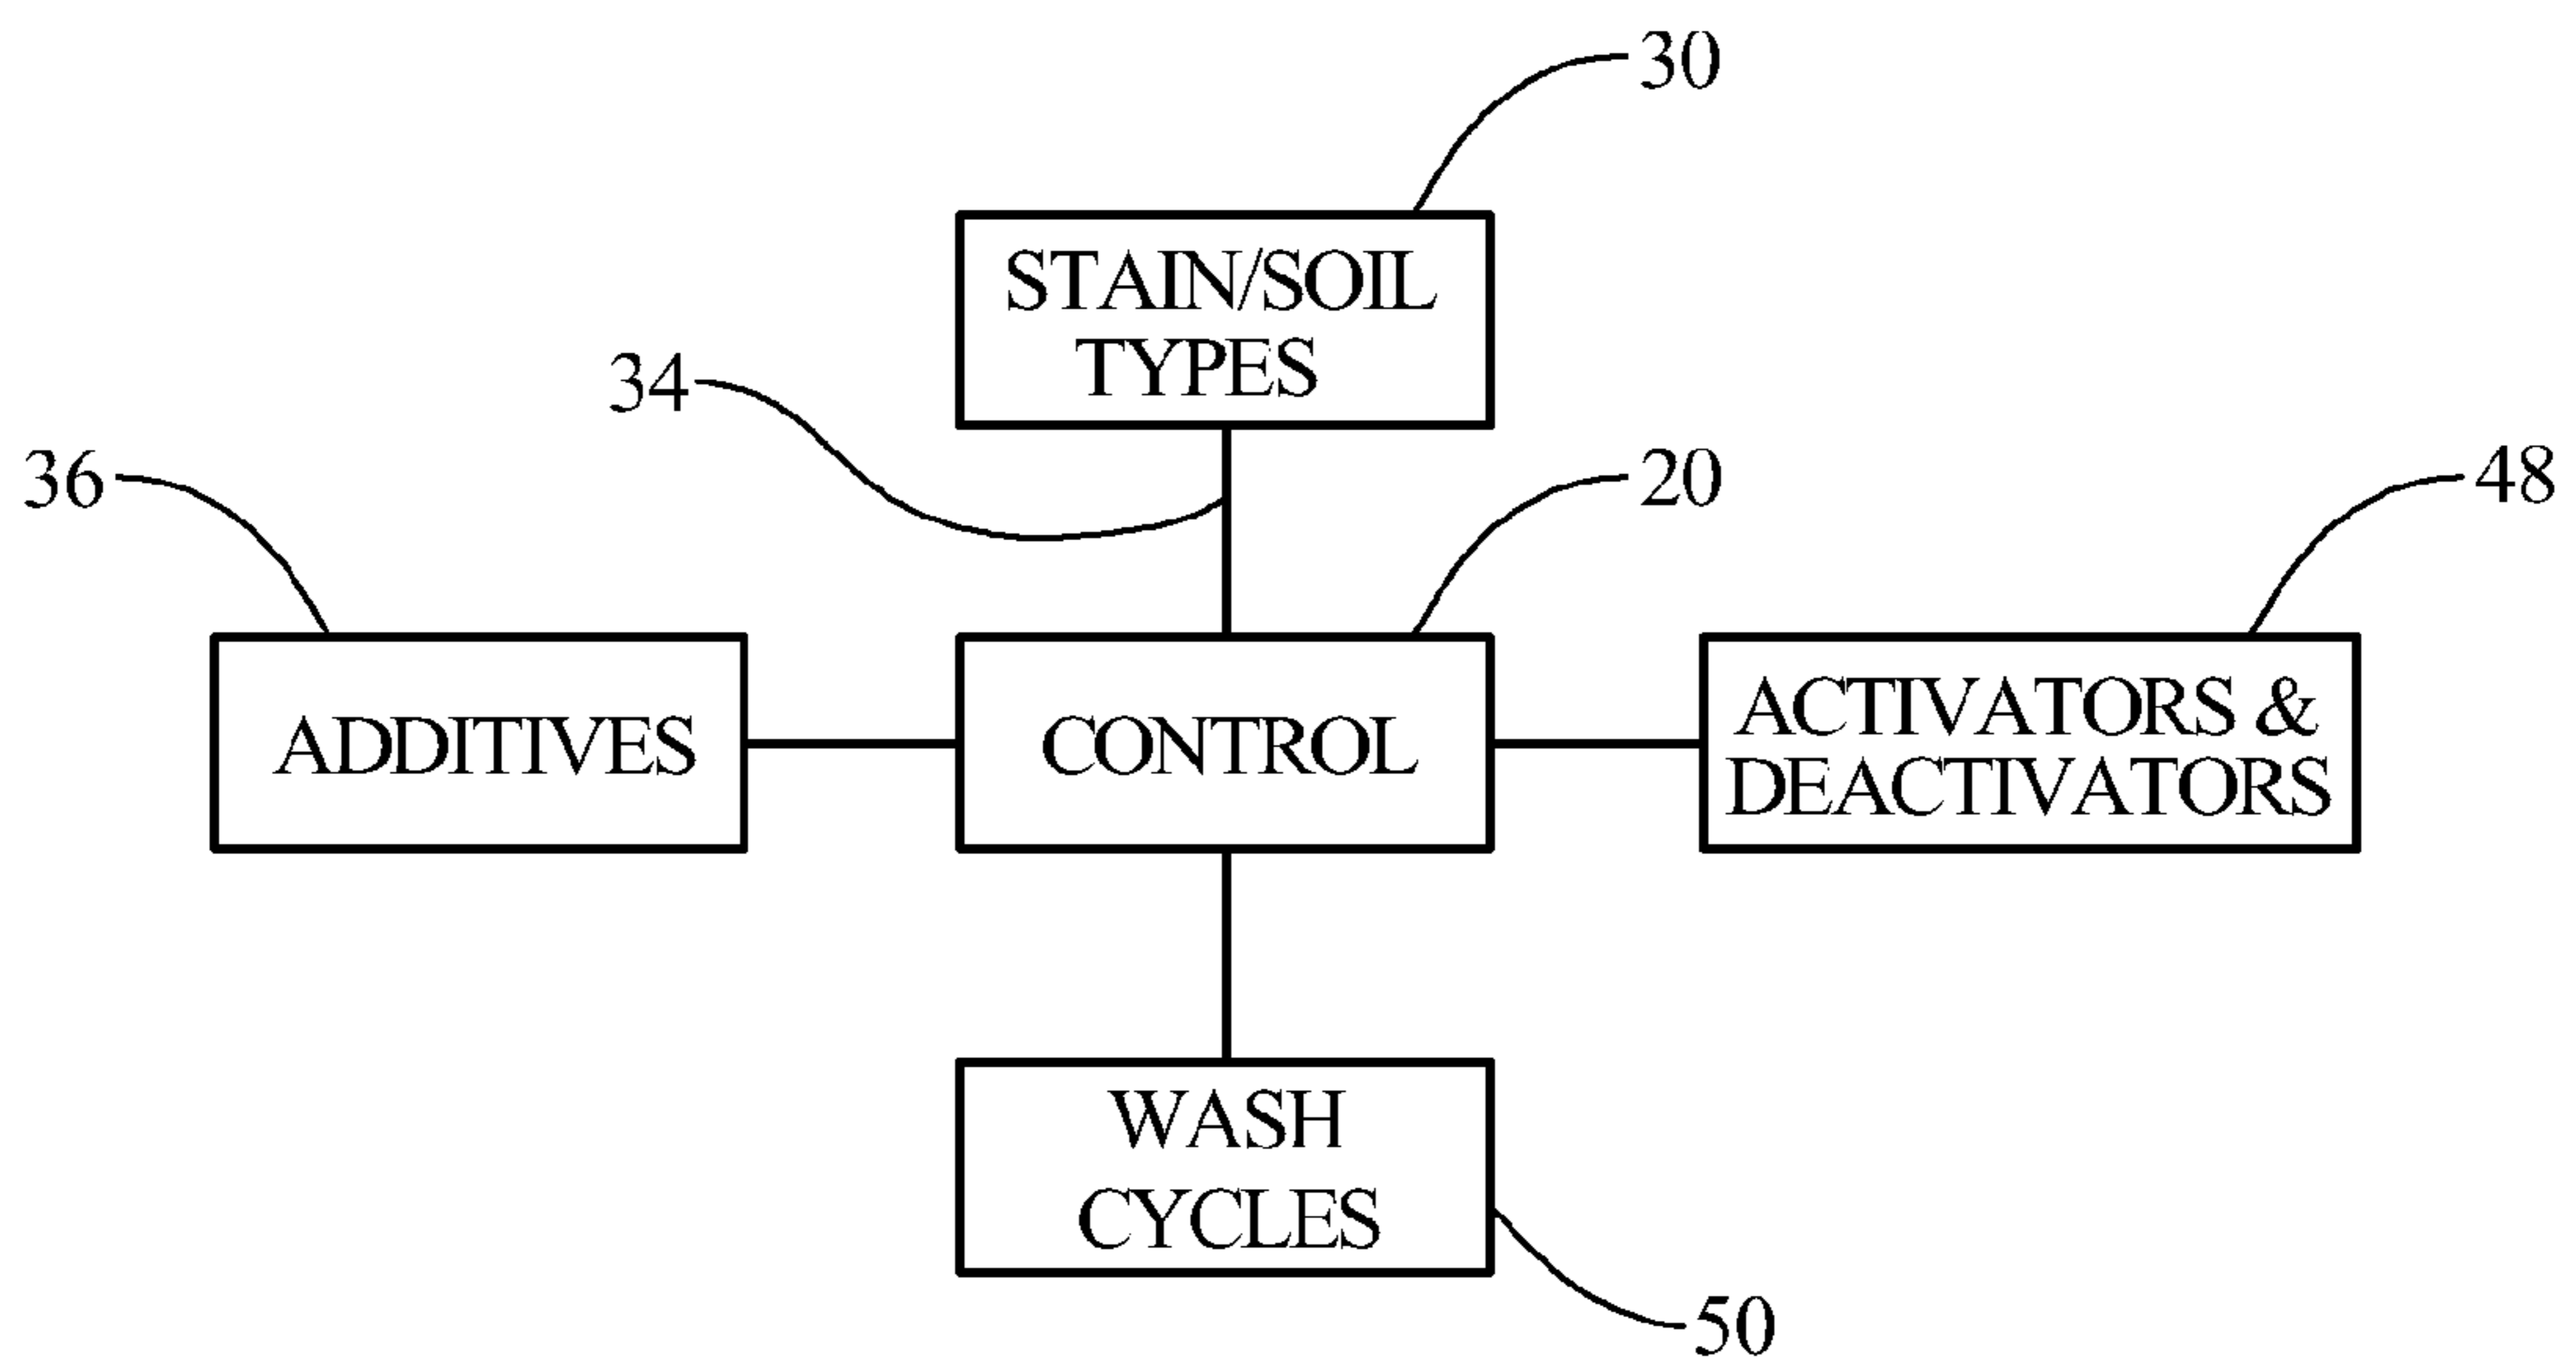 30
STAIN/SOIL
TYPES
34
36
20
48
ADDITIVES
CONTROL
ACTIVATORS &
DEACTIVATORS
WASH
CYCLES
50